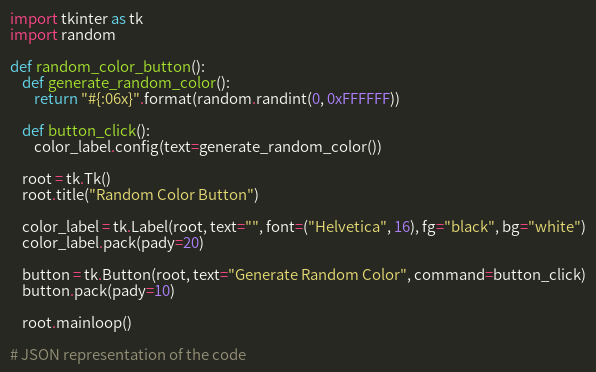 import tkinter as tk
import random

def random_color_button():
    def generate_random_color():
        return "#{:06x}".format(random.randint(0, 0xFFFFFF))

    def button_click():
        color_label.config(text=generate_random_color())

    root = tk.Tk()
    root.title("Random Color Button")

    color_label = tk.Label(root, text="", font=("Helvetica", 16), fg="black", bg="white")
    color_label.pack(pady=20)

    button = tk.Button(root, text="Generate Random Color", command=button_click)
    button.pack(pady=10)

    root.mainloop()

# JSON representation of the code